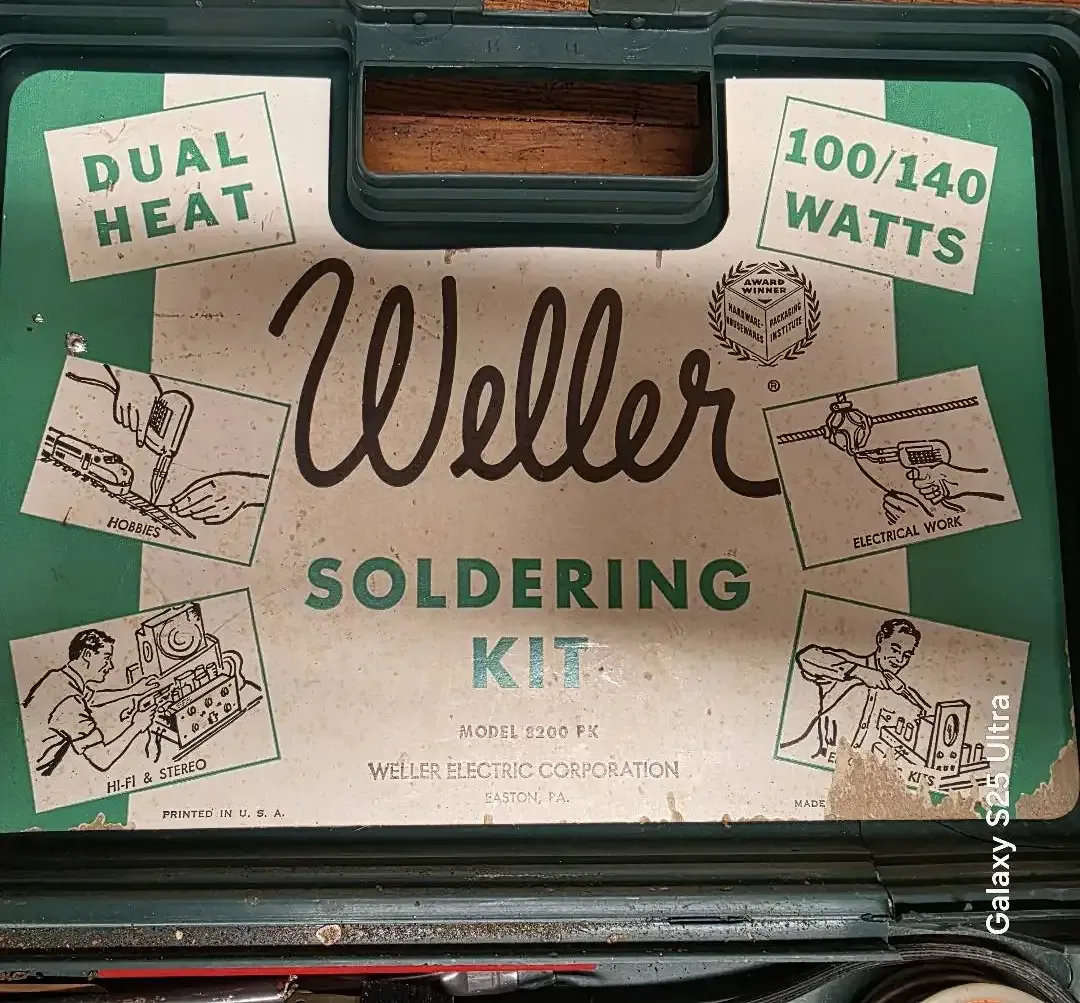 DUAL
HEAT
100/140
WATTS
Weller
®
AWARD
WINNER
HARDWARE-
HOUSEWARES
PACKAGING
INSTITUTE
HOBBIES
ELECTRICAL WORK
SOLDERING
KIT
HI-FI & STEREO
KITS
MODEL 8200 PK
WELLER ELECTRIC CORPORATION
EASTON, PA.
PRINTED IN U. S. A.
MADE
Galaxy S25 Ultra